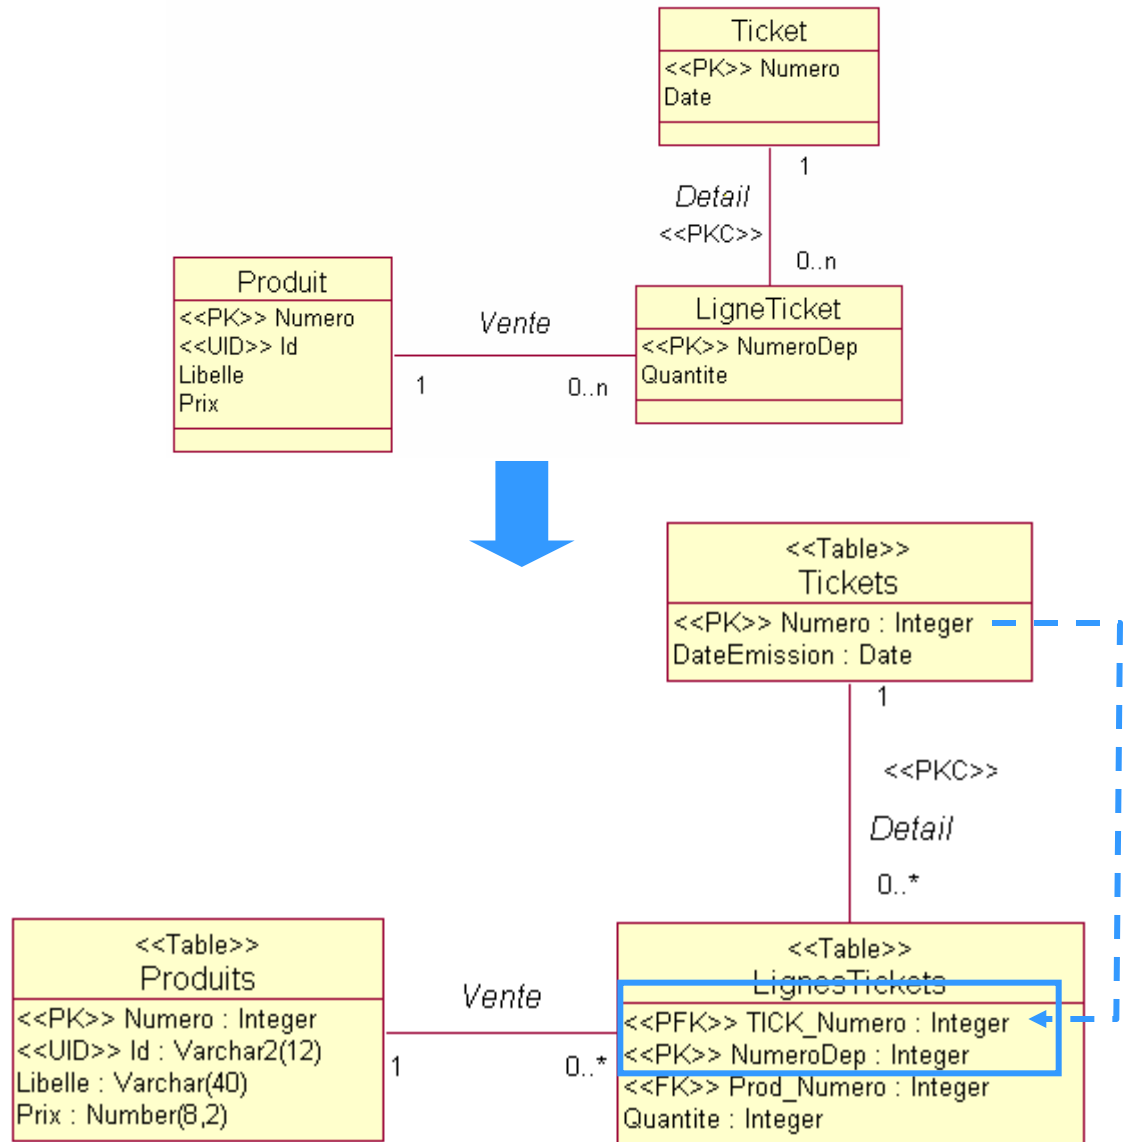 Ticket
<<PK>> Numero
Date
1
Detail
<<PKC>>
0..n
Produit
<<PK>> Numero
<<UID>> Id
Libelle
Prix
Vente
1
0..n
LigneTicket
<<PK>> NumeroDep
Quantite
<<Table>>
Tickets
<<PK>> Numero : Integer
DateEmission : Date
1
<<PKC>>
Detail
0..*
<<Table>>
Produits
<<PK>> Numero : Integer
<<UID>> Id : Varchar2(12)
Libelle : Varchar(40)
Prix : Number(8,2)
Vente
1
0..*
<<Table>>
LignesTickets
<<PFK>> TICK_Numero : Integer
<<PK>> NumeroDep : Integer
<<FK>> Prod_Numero : Integer
Quantite : Integer